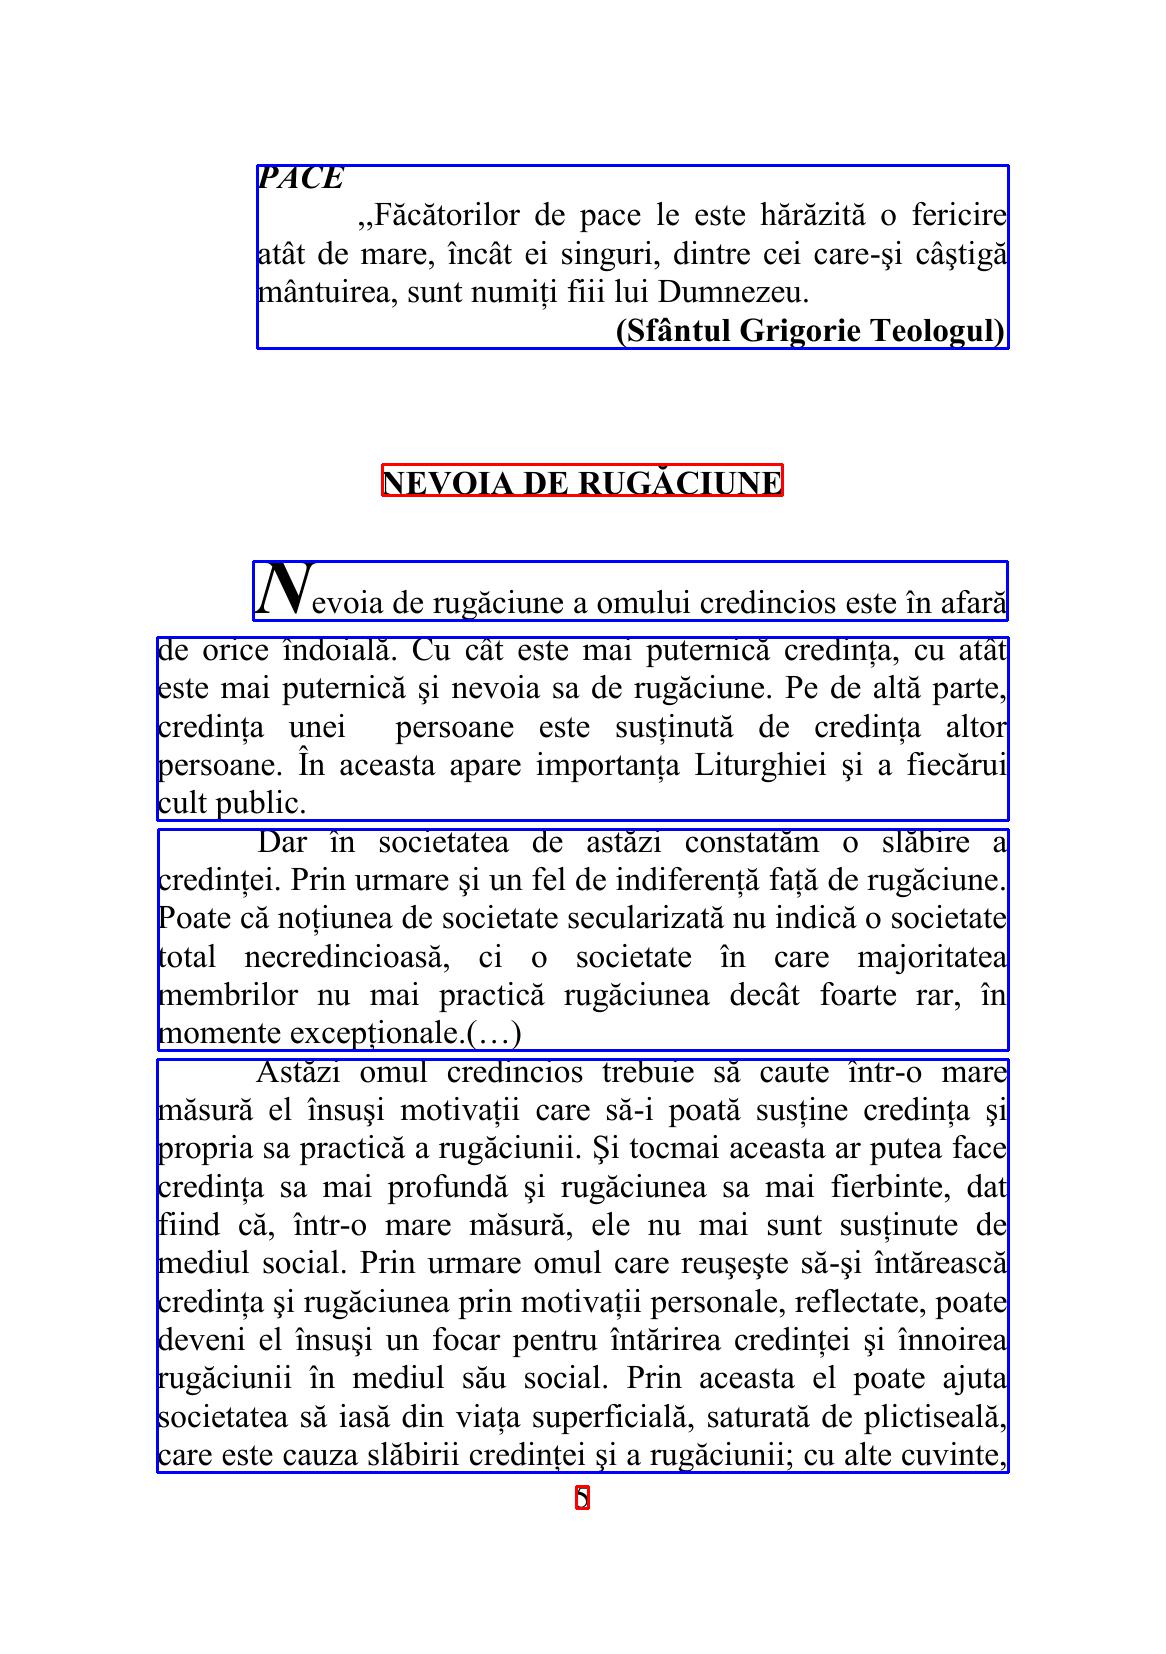 PACE
,,Făcătorilor de pace le este hărăzită o fericire
atât de mare, încât ei singuri, dintre cei care-şi câştigă
mântuirea, sunt numiţi fiii lui Dumnezeu.
(Sfântul Grigorie Teologul)
NEVOIA DE RUGĂCIUNE
Nevoia de rugăciune a omului credincios este în afară
de orice îndoială. Cu cât este mai puternică credinţa, cu atât
este mai puternică şi nevoia sa de rugăciune. Pe de altă parte,
credinţa unei persoane este susţinută de credinţa altor
persoane. În aceasta apare importanţa Liturghiei şi a fiecărui
cult public.
Dar în societatea de astăzi constatăm o slăbire a
credinţei. Prin urmare şi un fel de indiferenţă faţă de rugăciune.
Poate că noţiunea de societate secularizată nu indică o societate
total necredincioasă, ci o societate în care majoritatea
membrilor nu mai practică rugăciunea decât foarte rar, în
momente excepţionale.(…)
Astăzi omul credincios trebuie să caute într-o mare
măsură el însuşi motivaţii care să-i poată susţine credinţa şi
propria sa practică a rugăciunii. Şi tocmai aceasta ar putea face
credinţa sa mai profundă şi rugăciunea sa mai fierbinte, dat
fiind că, într-o mare măsură, ele nu mai sunt susţinute de
mediul social. Prin urmare omul care reuşeşte să-şi întărească
credinţa şi rugăciunea prin motivaţii personale, reflectate, poate
deveni el însuşi un focar pentru întărirea credinţei şi înnoirea
rugăciunii în mediul său social. Prin aceasta el poate ajuta
societatea să iasă din viaţa superficială, saturată de plictiseală,
care este cauza slăbirii credinţei şi a rugăciunii; cu alte cuvinte,
5